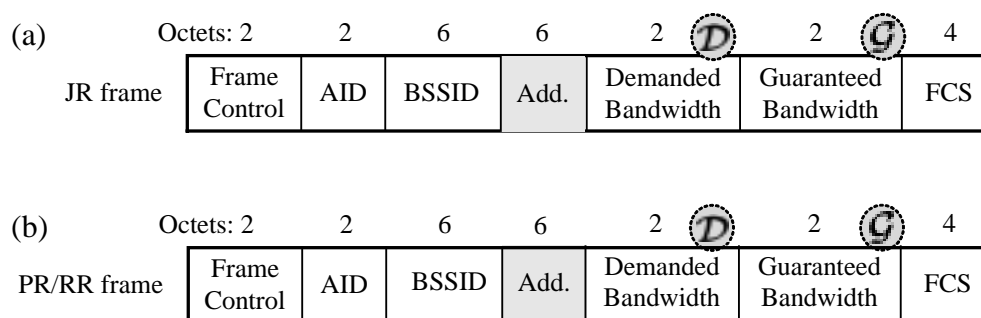 (a) Octets: 2 2 6 6 2 D 2 G 4
JR frame Frame Control AID BSSID Add. Demanded Bandwidth Guaranteed Bandwidth FCS
(b) Octets: 2 2 6 6 2 D 2 G 4
PR/RR frame Frame Control AID BSSID Add. Demanded Bandwidth Guaranteed Bandwidth FCS